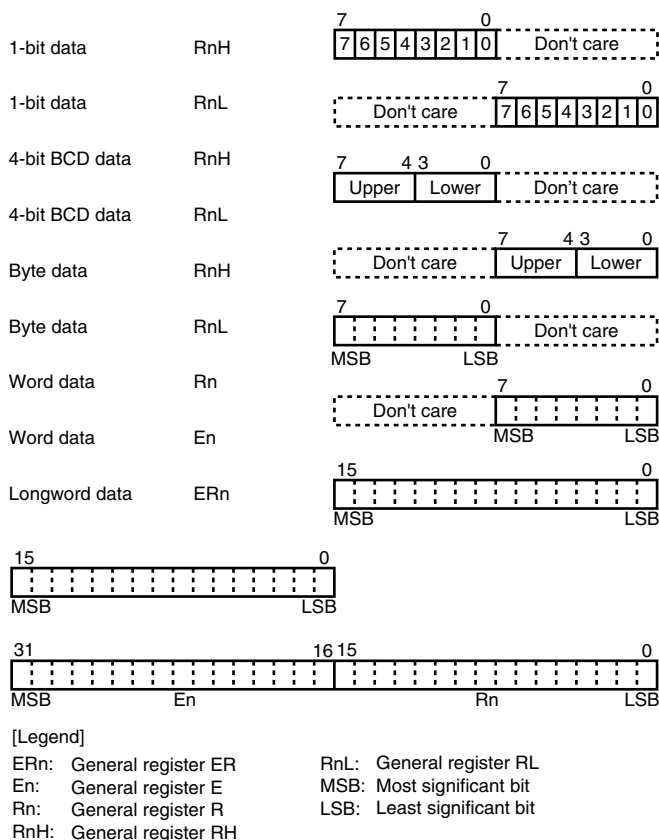 7 0
1-bit data RnH 7 6 5 4 3 2 1 0 Don't care
7 0
1-bit data RnL Don't care 7 6 5 4 3 2 1 0
4-bit BCD data RnH 7 4 3 0
Upper Lower Don't care
4-bit BCD data RnL
7 4 3 0
Byte data RnH Don't care Upper Lower
7 0
Byte data RnL Don't care
MSB LSB
Word data Rn 7 0
Don't care
Word data En MSB LSB
15 0
Longword data ERn
MSB LSB
15 0
MSB LSB
31 16 15 0
MSB En Rn LSB
[Legend]
ERn: General register ER RnL: General register RL
En: General register E MSB: Most significant bit
Rn: General register R LSB: Least significant bit
RnH: General register RH